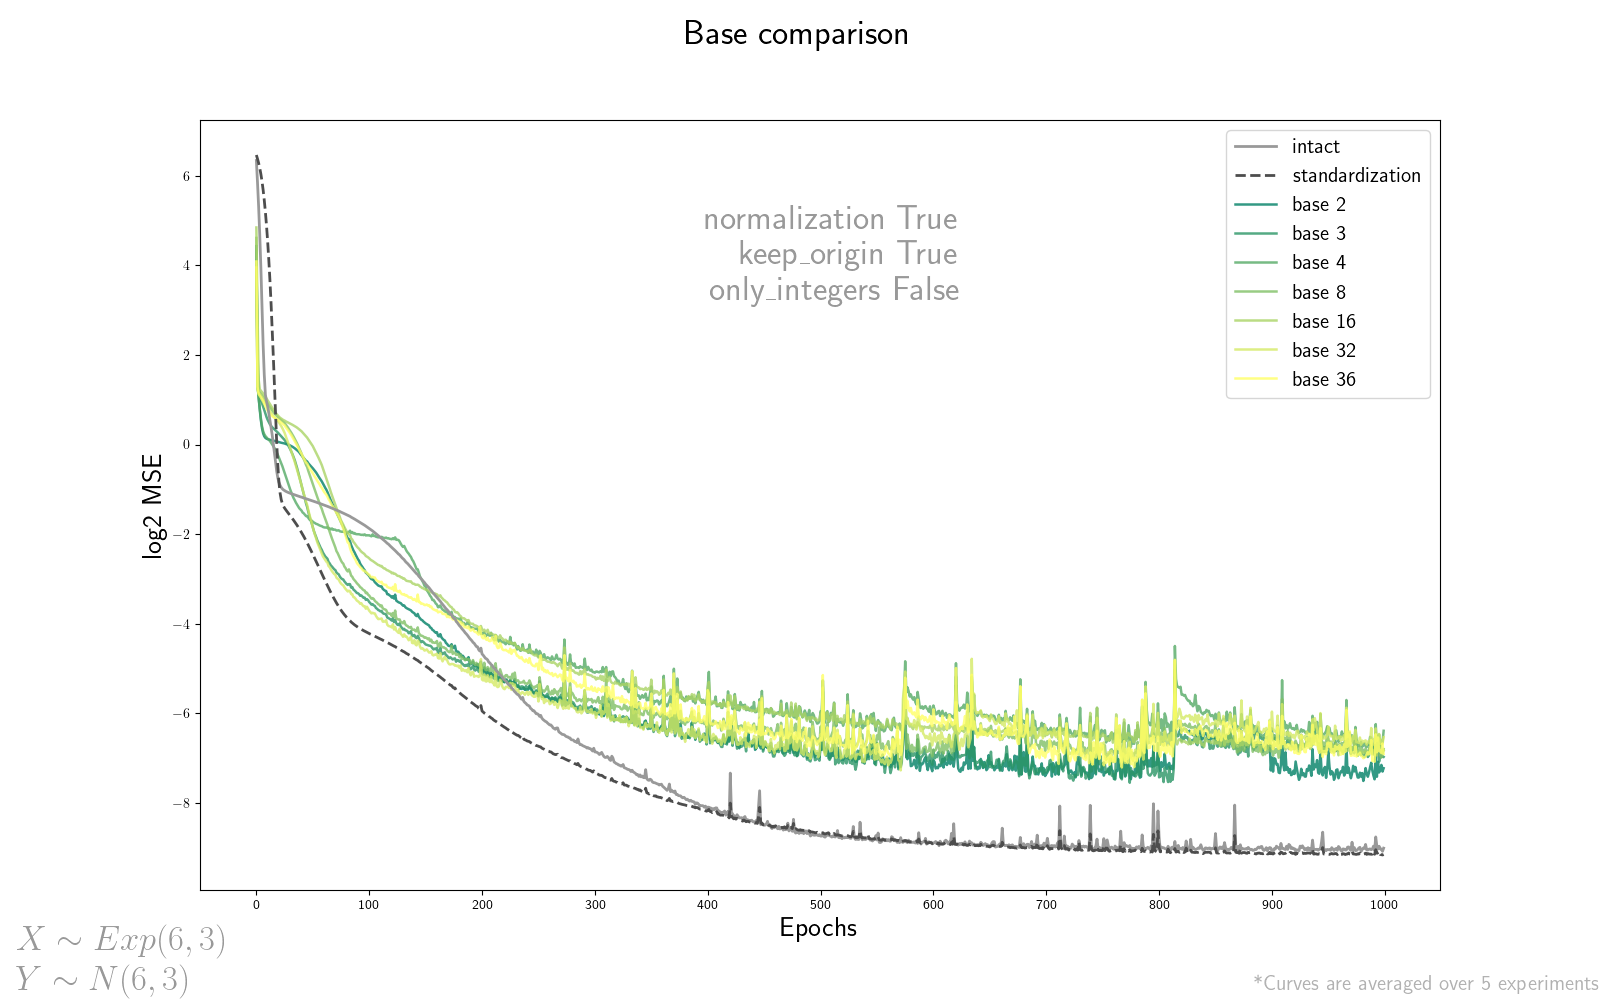 Base comparison
normalization True
keep_origin True
only_integers False
intact
standardization
base 2
base 3
base 4
base 8
base 16
base 32
base 36
log2 MSE
6
4
2
0
−2
−4
−6
−8
0 100 200 300 400 500 600 700 800 900 1000
Epochs
X ∼ Exp(6, 3)
Y ∼ N(6, 3)
*Curves are averaged over 5 experiments